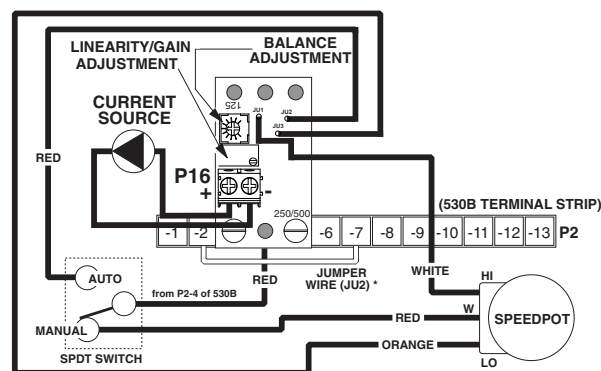 LINEARITY/GAIN
ADJUSTMENT
BALANCE
ADJUSTMENT
CURRENT
SOURCE
125
JU1
JU2
JU3
RED
P16
+
-
250/500
(530B TERMINAL STRIP)
-1 -2 -6 -7 -8 -9 -10 -11 -12 -13 P2
JUMPER
WIRE (JU2) *
RED
WHITE
AUTO
from P2-4 of 530B
MANUAL
SPDT SWITCH
RED
ORANGE
HI
W
LO
SPEEDPOT